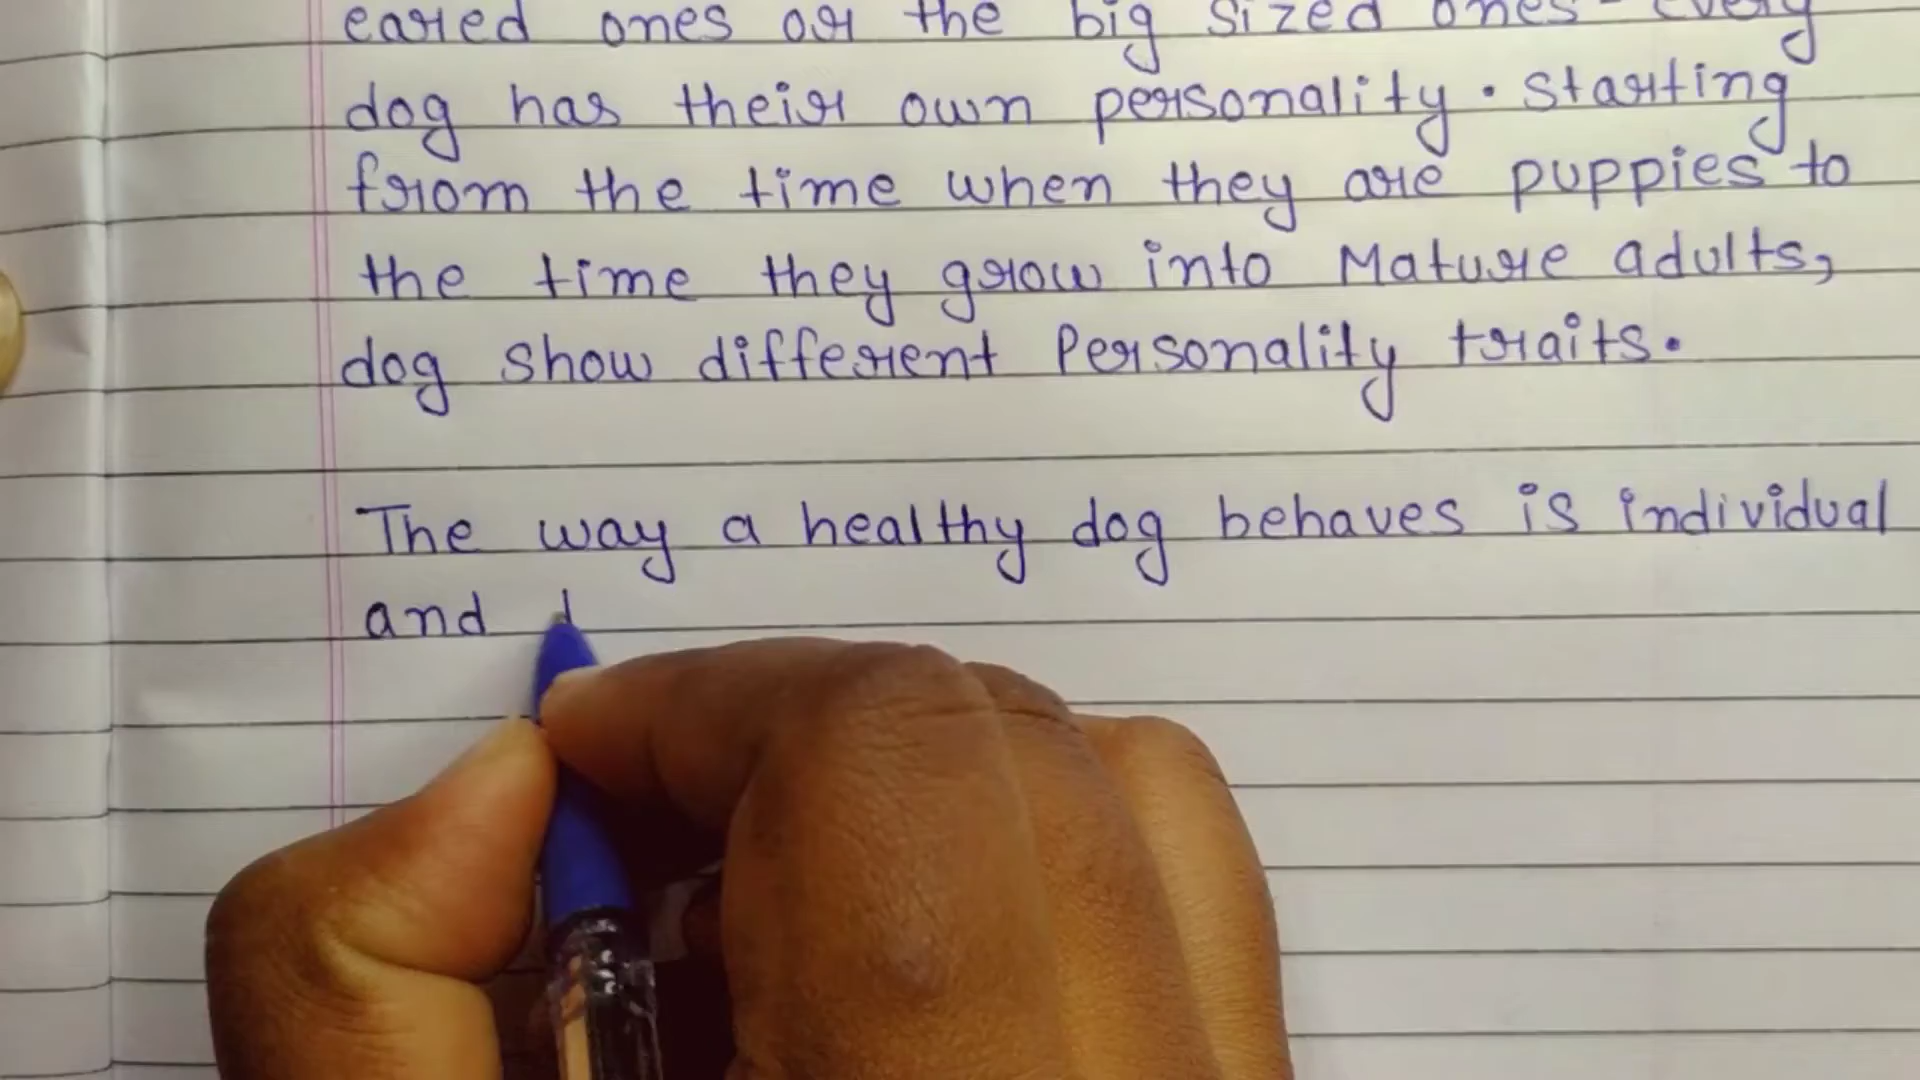 eared ones or the big sized ones - every
dog has their own personality. Starting
from the time when they are puppies to
the time they grow into Mature adults,
dog show different Personality traits.
The way a healthy dog behaves is individual
and